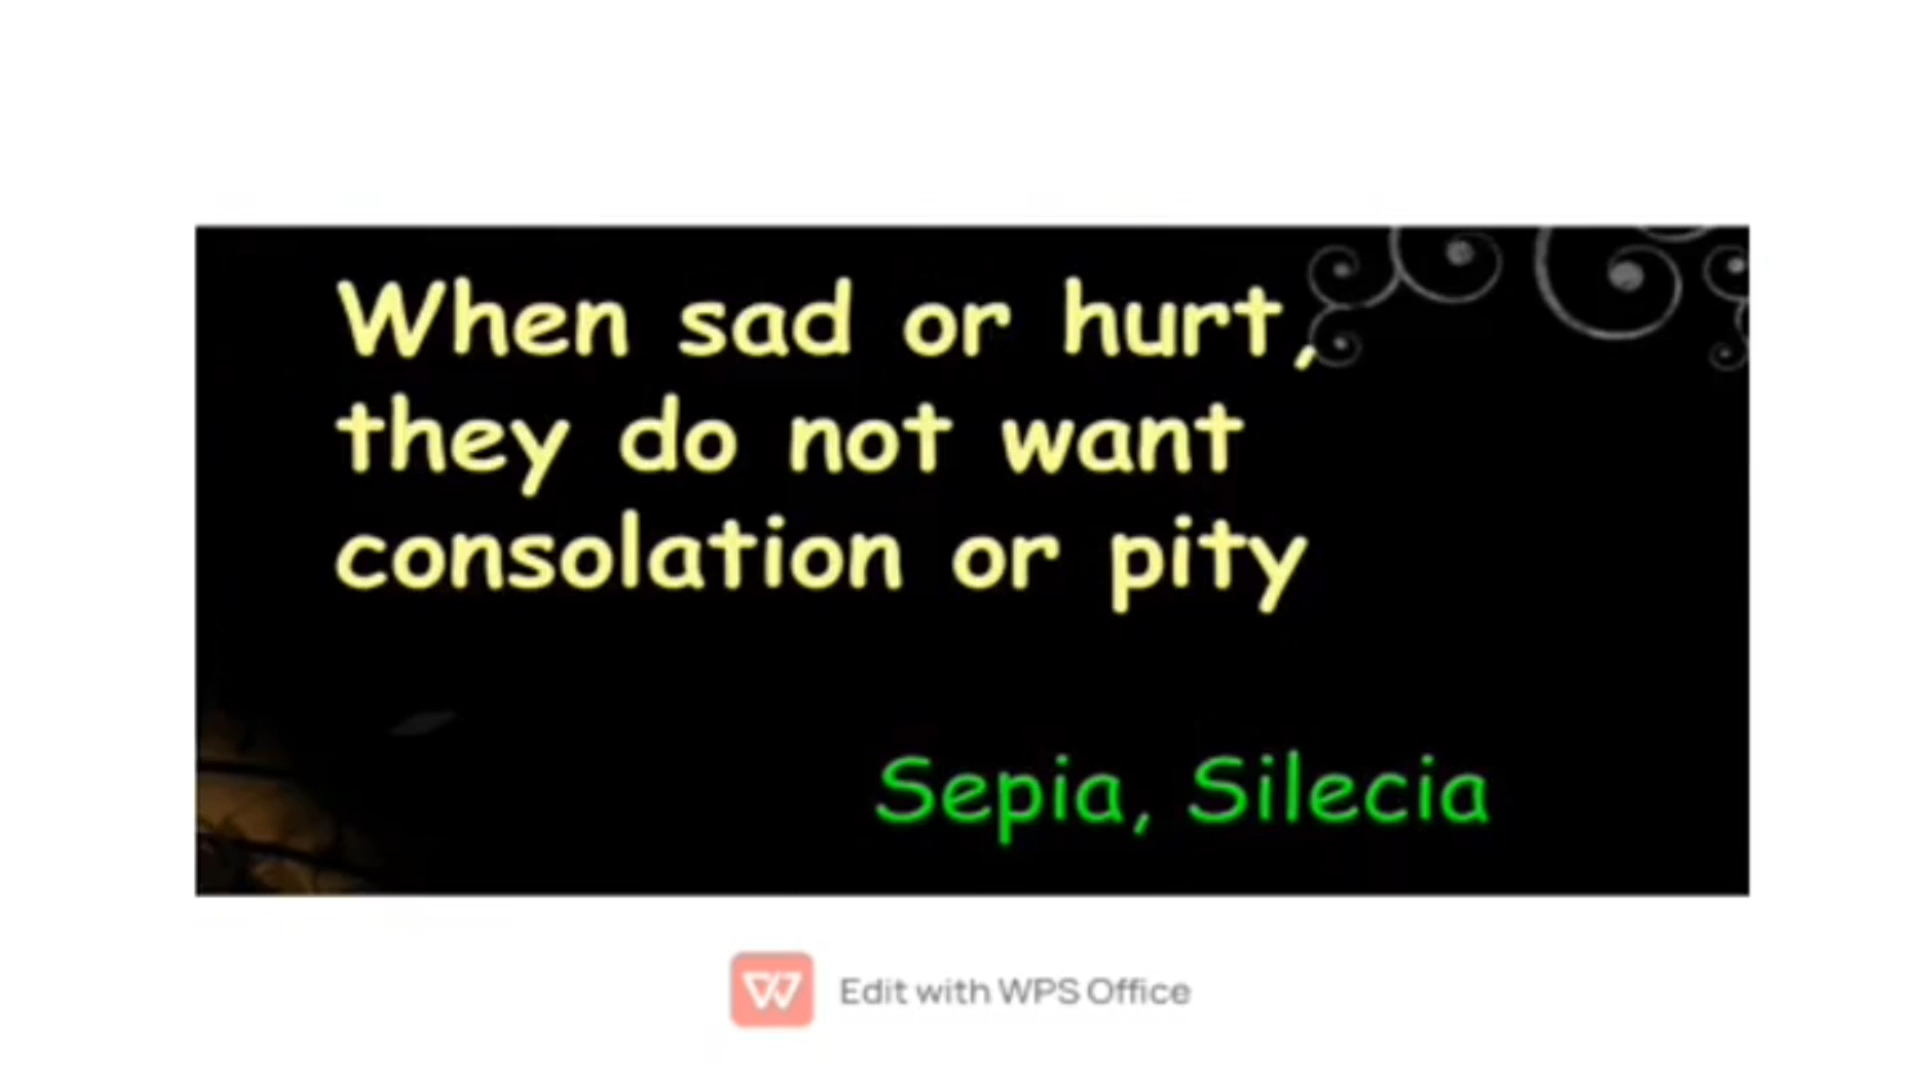 When sad or hurt,
they do not want
consolation or pity
Sepia, Silecia
Edit with WPS Office